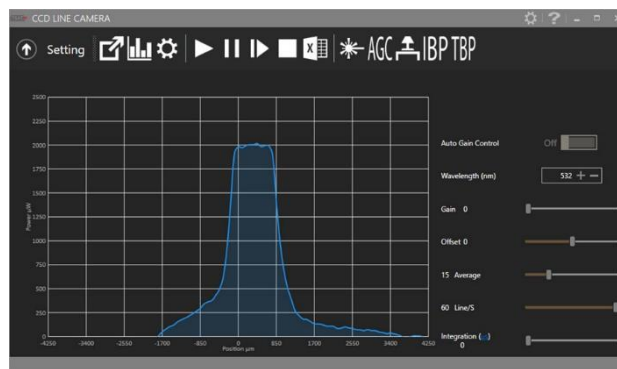 CCD LINE CAMERA
Setting
AGC IBP TBP
2500
2250
2000
1750
1500
1250
1000
750
500
250
0
Power µW
-4250 -3400 -2550 -1700 -850 0 850 1700 2550 3400 4250
Position µm
Auto Gain Control Off
Wavelength (nm) 532 + −
Gain 0
Offset 0
15 Average
60 Line/S
Integration (
0